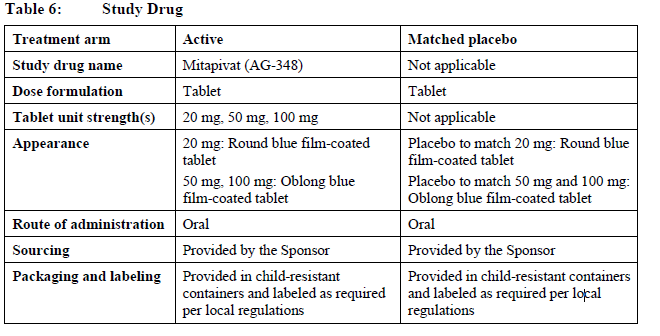 Table 6: Study Drug
Treatment arm Active Matched placebo
Study drug name Mitapivat (AG-348) Not applicable
Dose formulation Tablet Tablet
Tablet unit strength(s) 20 mg, 50 mg, 100 mg Not applicable
Appearance 20 mg: Round blue film-coated Placebo to match 20 mg: Round blue
tablet film-coated tablet
50 mg, 100 mg: Oblong blue Placebo to match 50 mg and 100 mg:
film-coated tablet Oblong blue film-coated tablet
Route of administration Oral Oral
Sourcing Provided by the Sponsor Provided by the Sponsor
Packaging and labeling Provided in child-resistant Provided in child-resistant containers
containers and labeled as required and labeled as required per local
per local regulations regulations